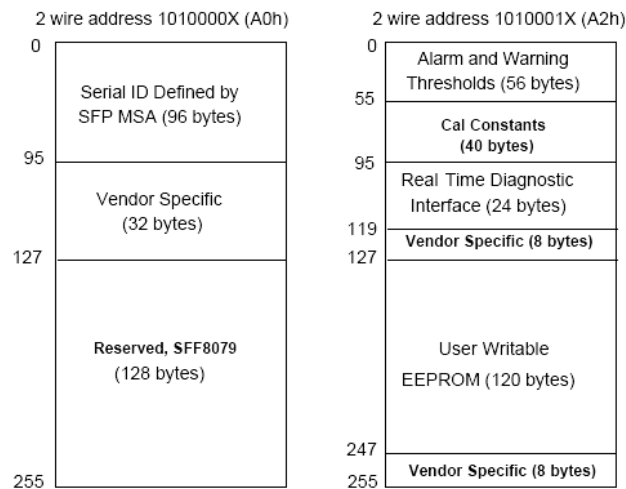 2 wire address 1010000X (A0h)
0
Serial ID Defined by
SFP MSA (96 bytes)
95
Vendor Specific
(32 bytes)
127
Reserved, SFF8079
(128 bytes)
255
2 wire address 1010001X (A2h)
0
Alarm and Warning
Thresholds (56 bytes)
55
Cal Constants
(40 bytes)
95
Real Time Diagnostic
Interface (24 bytes)
119
Vendor Specific (8 bytes)
127
User Writable
EEPROM (120 bytes)
247
Vendor Specific (8 bytes)
255